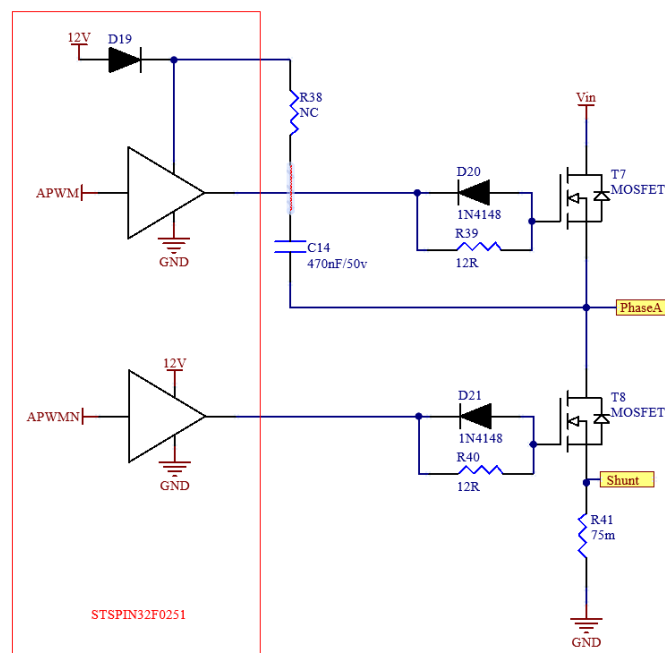 12V
D19
R38
NC
Vin
APWM
D20
1N4148
T7
MOSFET
R39
12R
GND
C14
470nF/50v
PhaseA
12V
APWMN
D21
1N4148
T8
MOSFET
R40
12R
GND
Shunt
R41
75m
STSPIN32F0251
GND